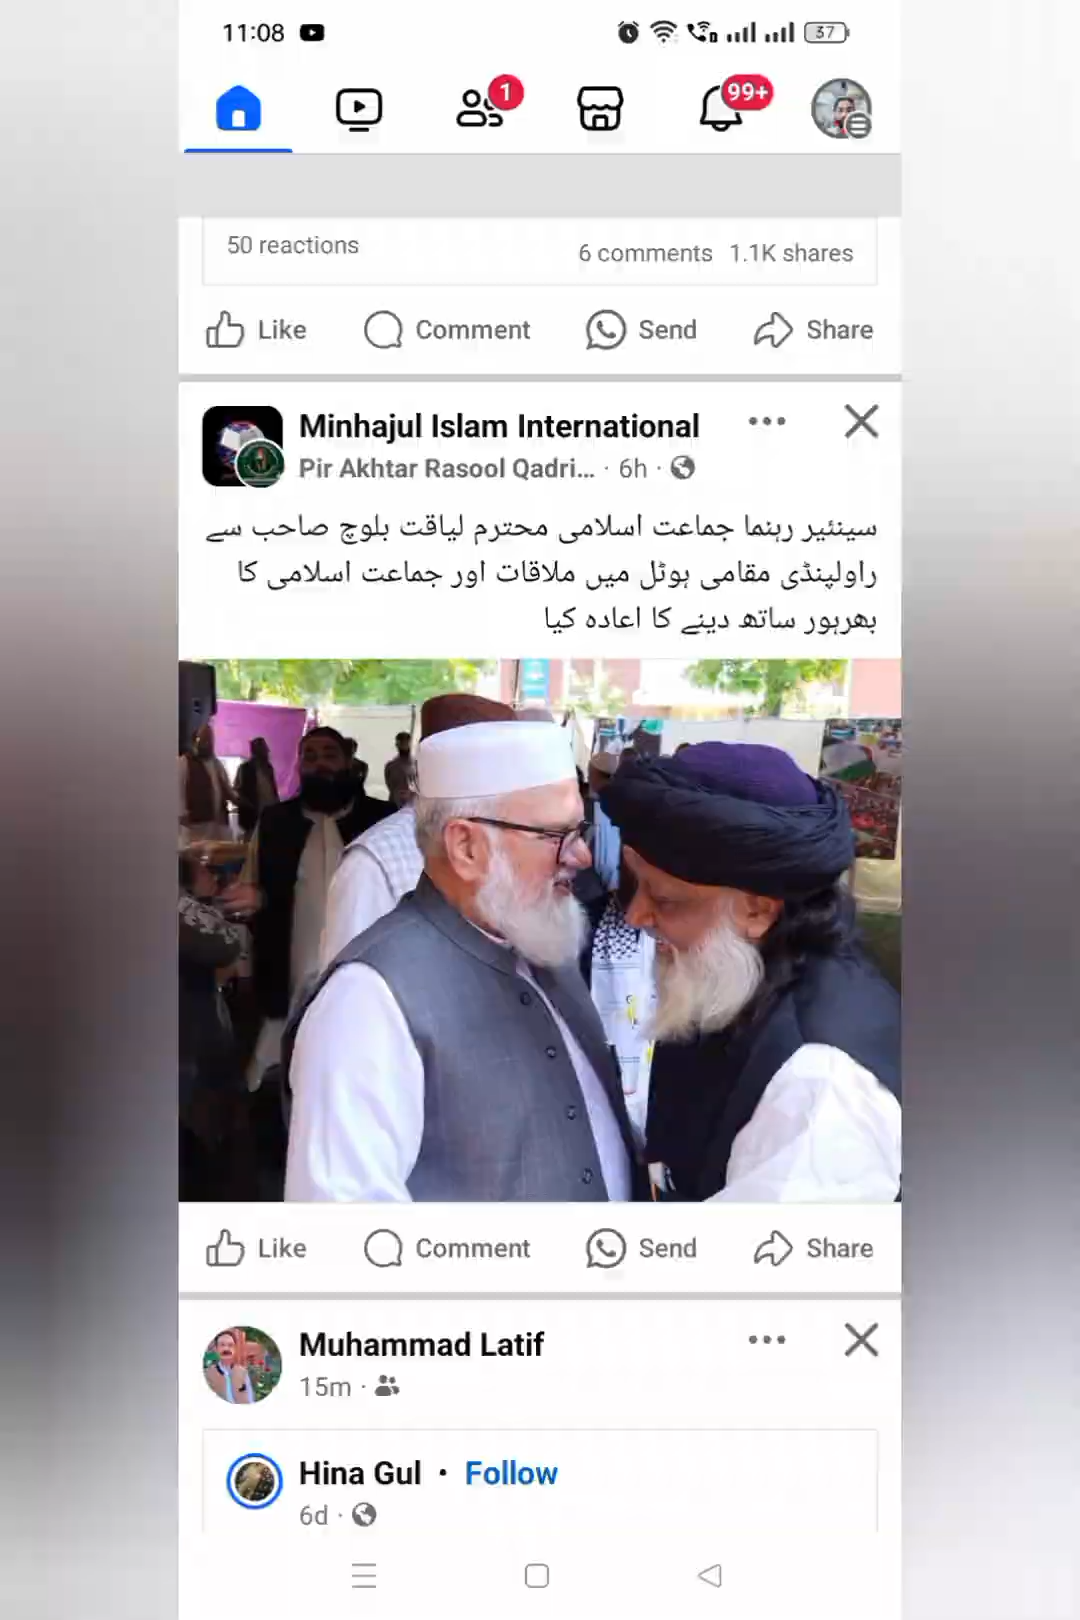 11:08
37
1
99+
50 reactions
6 comments 1.1K shares
Like Comment Send Share
Minhajul Islam International
Pir Akhtar Rasool Qadri... · 6h ·
سینئیر رہنما جماعت اسلامی محترم لیاقت بلوچ صاحب سے
راولپنڈی مقامی ہوٹل میں ملاقات اور جماعت اسلامی کا
بھرپور ساتھ دینے کا اعادہ کیا
Like Comment Send Share
Muhammad Latif
15m ·
Hina Gul • Follow
6d ·